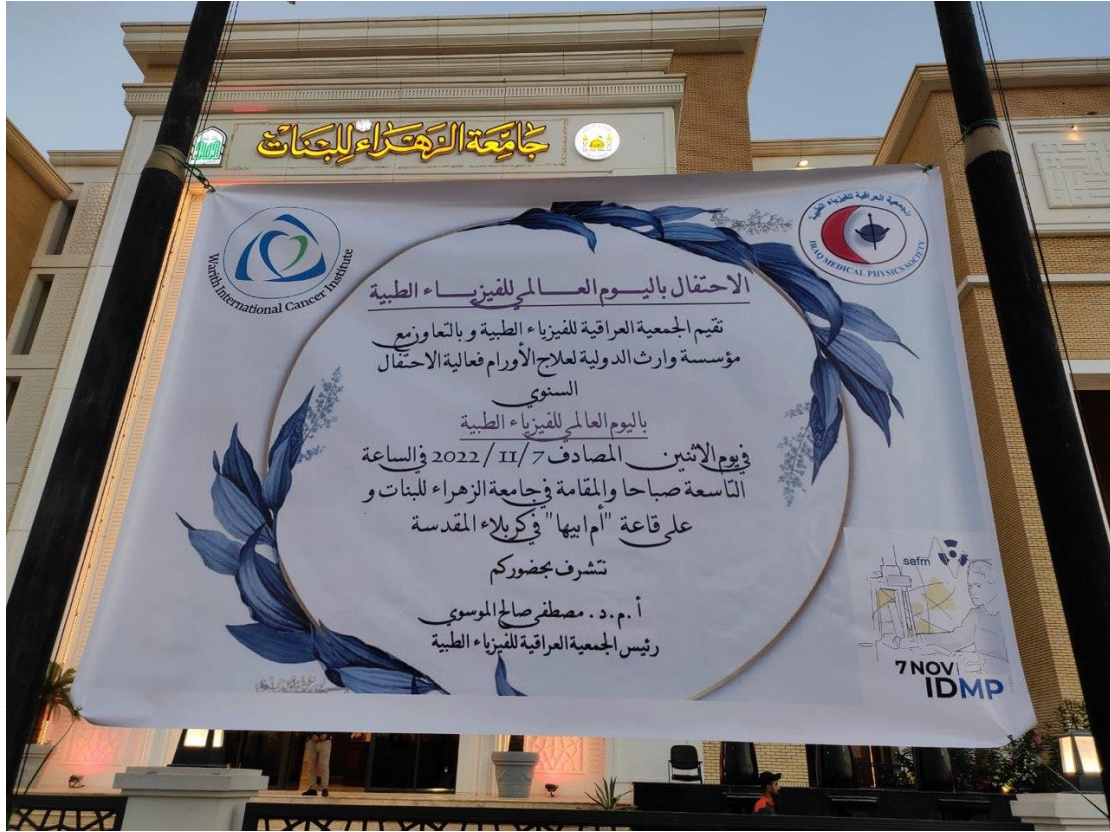 جامعة الزهراء للبنات
Warith International Cancer Institute
الجمعية العراقية للفيزياء الطبية
IRAQ MEDICAL PHYSICS SOCIETY
الاحتفال باليوم العالمي للفيزياء الطبية
تقيم الجمعية العراقية للفيزياء الطبية و بالتعاون مع
مؤسسة وارث الدولية لعلاج الأورام فعالية الاحتفال
السنوي
باليوم العالمي للفيزياء الطبية
في يوم الاثنين المصادف 7/11/2022 في الساعة
التاسعة صباحا والمقامة في جامعة الزهراء للبنات و
على قاعة "أم ابيها" في كربلاء المقدسة
نتشرف بحضوركم
أ.م.د. مصطفى صالح الموسوي
رئيس الجمعية العراقية للفيزياء الطبية
sefm
7 NOV
IDMP